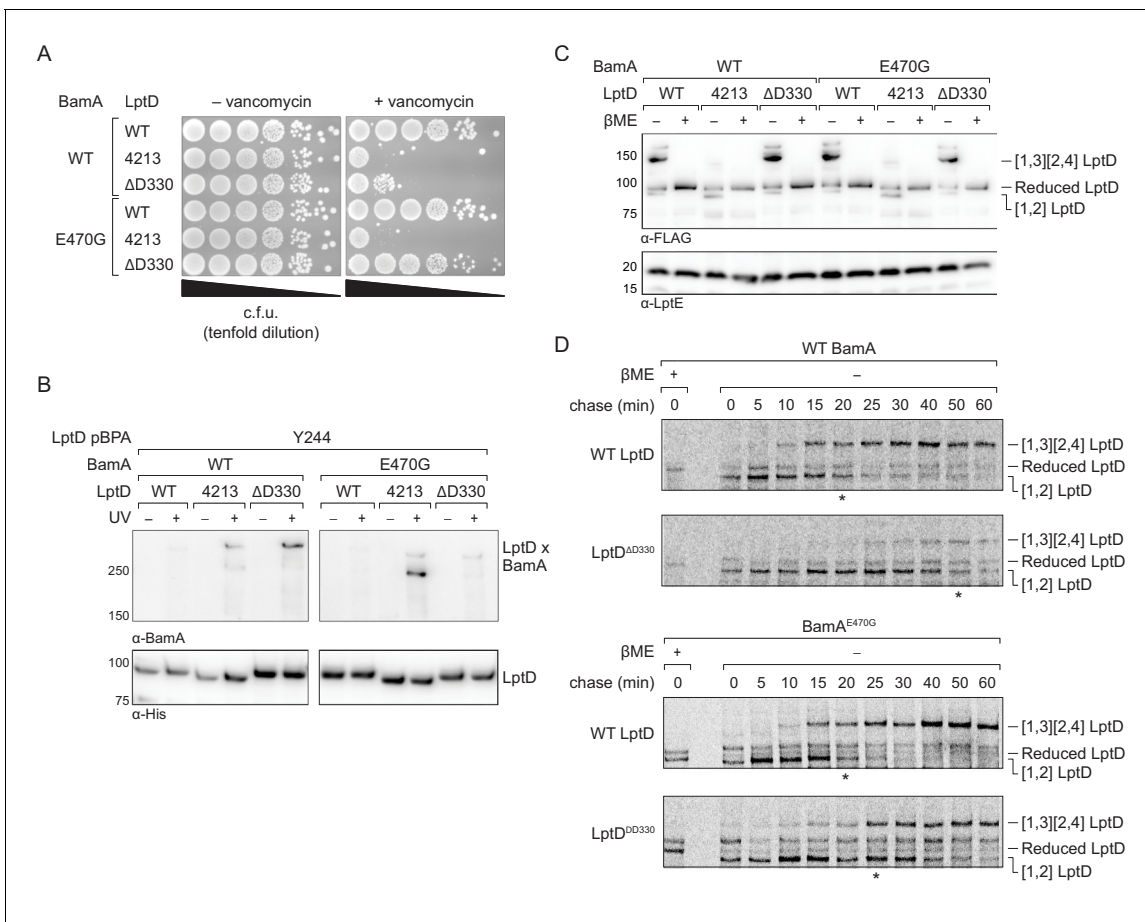 A
BamA LptD – vancomycin + vancomycin
WT
4213
ΔD330
WT
WT
4213
ΔD330
E470G
c.f.u.
(tenfold dilution)
B
LptD pBPA Y244
BamA WT E470G
LptD WT 4213 ΔD330 WT 4213 ΔD330
UV – + – + – + – + – + – +
LptD x
BamA
250
150
α-BamA
100
75
LptD
α-His
C
BamA WT E470G
LptD WT 4213 ΔD330 WT 4213 ΔD330
βME – + – + – + – + – + – +
150
100
75
[1,3][2,4] LptD
Reduced LptD
[1,2] LptD
α-FLAG
20
15
α-LptE
D
WT BamA
βME + –
chase (min) 0 0 5 10 15 20 25 30 40 50 60
WT LptD
[1,3][2,4] LptD
Reduced LptD
[1,2] LptD
*
LptDΔD330
[1,3][2,4] LptD
Reduced LptD
[1,2] LptD
*
BamAE470G
βME + –
chase (min) 0 0 5 10 15 20 25 30 40 50 60
WT LptD
[1,3][2,4] LptD
Reduced LptD
[1,2] LptD
*
LptDDD330
[1,3][2,4] LptD
Reduced LptD
[1,2] LptD
*